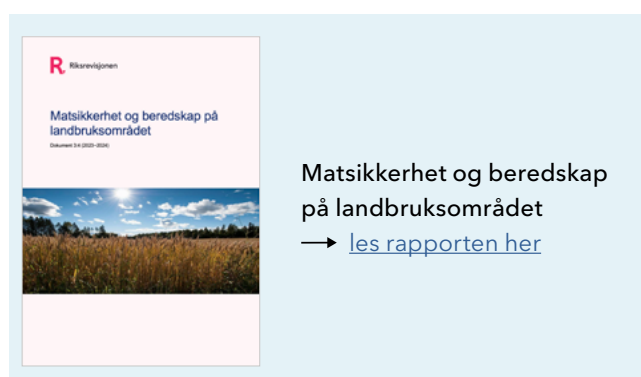 Riksrevisjonen
Matsikkerhet og beredskap på
landbruksområdet
Dokument 3:4 (2023–2024)
Matsikkerhet og beredskap
på landbruksområdet
→ les rapporten her